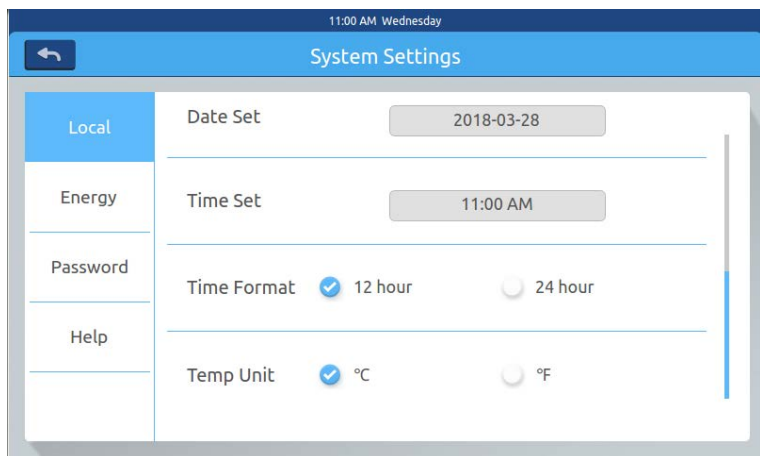 11:00 AM Wednesday
System Settings
Local
Energy
Password
Help
Date Set 2018-03-28
Time Set 11:00 AM
Time Format 12 hour 24 hour
Temp Unit °C °F